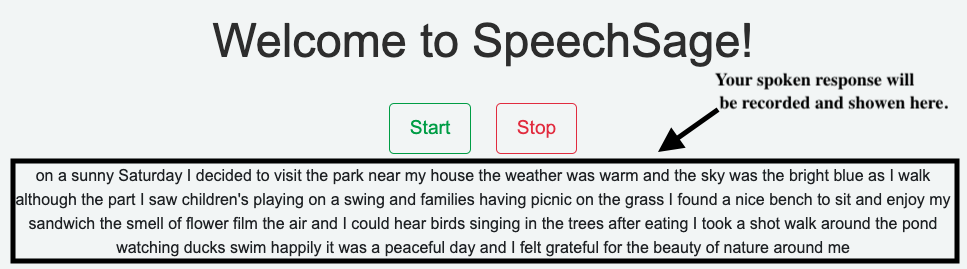 Welcome to SpeechSage!
Your spoken response will
be recorded and showen here.
Start Stop
on a sunny Saturday I decided to visit the park near my house the weather was warm and the sky was the bright blue as I walk
although the part I saw children's playing on a swing and families having picnic on the grass I found a nice bench to sit and enjoy my
sandwich the smell of flower film the air and I could hear birds singing in the trees after eating I took a shot walk around the pond
watching ducks swim happily it was a peaceful day and I felt grateful for the beauty of nature around me